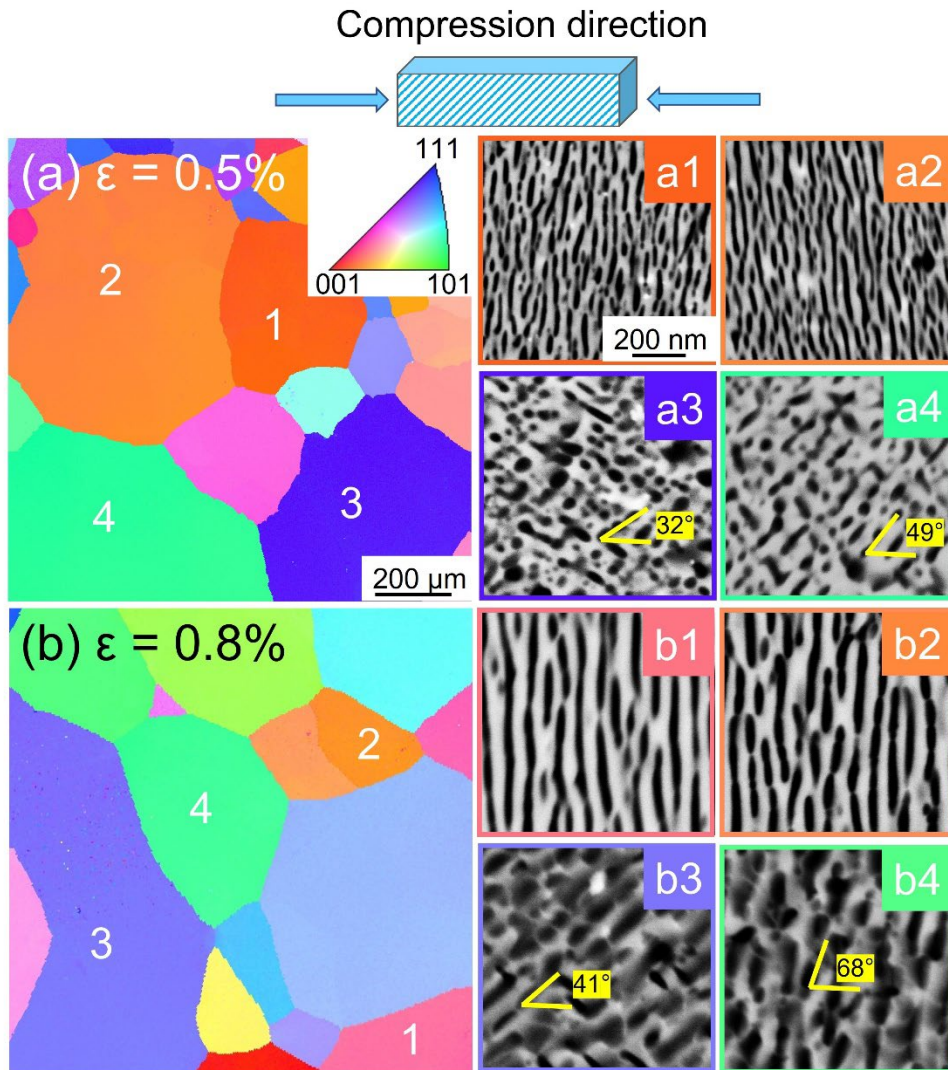 Compression direction
(a) ε = 0.5%
111
001
101
2
1
4
3
200 μm
a1
200 nm
a2
a3
32°
a4
49°
(b) ε = 0.8%
2
4
3
1
b1
b2
b3
41°
b4
68°